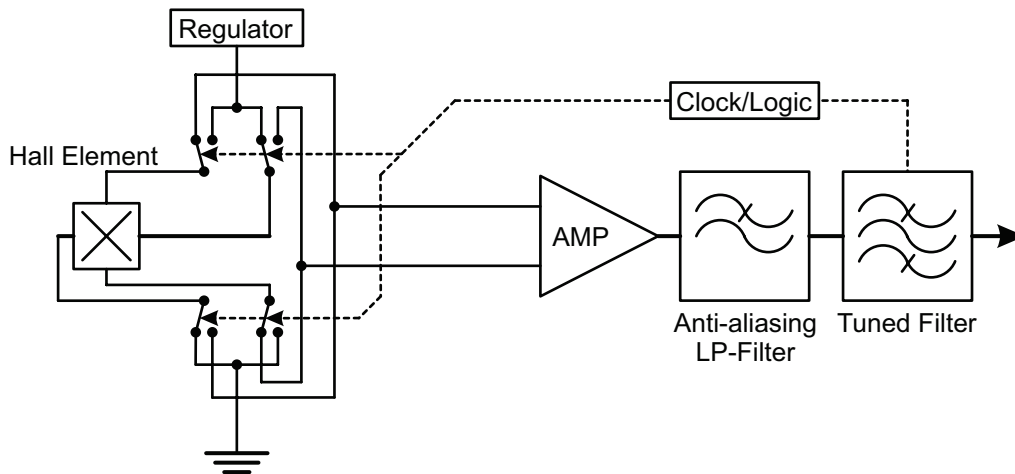 Regulator
Clock/Logic
Hall Element
AMP
Anti-aliasing
LP-Filter
Tuned Filter